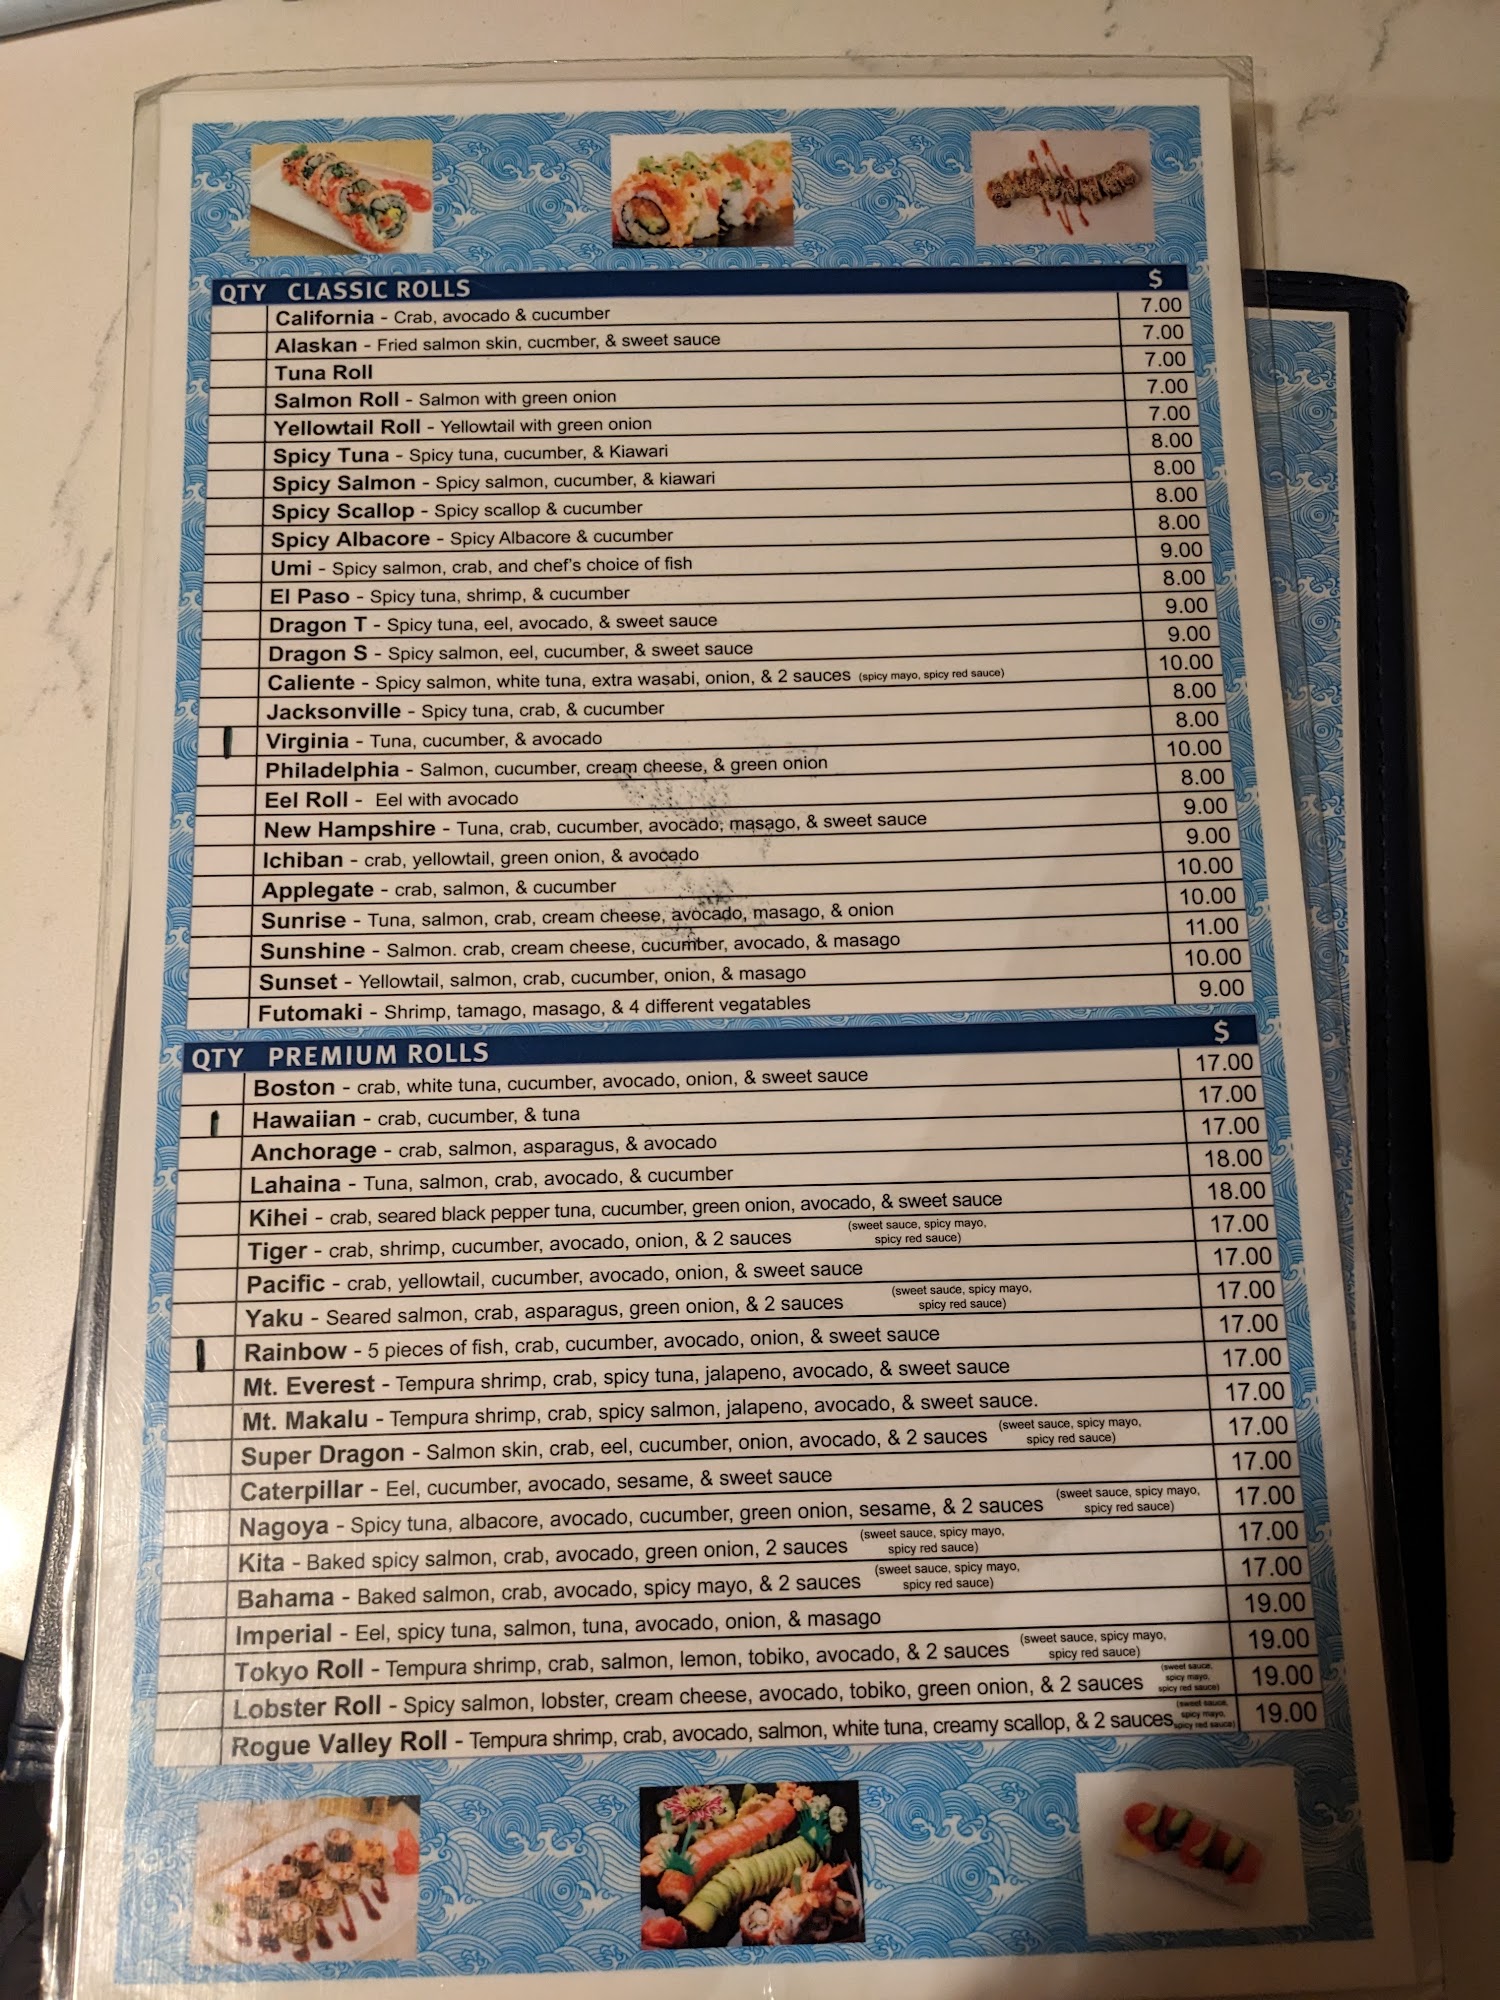 QTY CLASSIC ROLLS $
California - Crab, avocado & cucumber 7.00
Alaskan - Fried salmon skin, cucmber, & sweet sauce 7.00
Tuna Roll 7.00
Salmon Roll - Salmon with green onion 7.00
Yellowtail Roll - Yellowtail with green onion 7.00
Spicy Tuna - Spicy tuna, cucumber, & Kiawari 8.00
Spicy Salmon - Spicy salmon, cucumber, & kiawari 8.00
Spicy Scallop - Spicy scallop & cucumber 8.00
Spicy Albacore - Spicy Albacore & cucumber 8.00
Umi - Spicy salmon, crab, and chef's choice of fish 9.00
El Paso - Spicy tuna, shrimp, & cucumber 8.00
Dragon T - Spicy tuna, eel, avocado, & sweet sauce 9.00
Dragon S - Spicy salmon, eel, cucumber, & sweet sauce 9.00
Caliente - Spicy salmon, white tuna, extra wasabi, onion, & 2 sauces (spicy mayo, spicy red sauce) 10.00
Jacksonville - Spicy tuna, crab, & cucumber 8.00
| Virginia - Tuna, cucumber, & avocado 8.00
Philadelphia - Salmon, cucumber, cream cheese, & green onion 10.00
Eel Roll - Eel with avocado 8.00
New Hampshire - Tuna, crab, cucumber, avocado, masago, & sweet sauce 9.00
Ichiban - crab, yellowtail, green onion, & avocado 9.00
Applegate - crab, salmon, & cucumber 10.00
Sunrise - Tuna, salmon, crab, cream cheese, avocado, masago, & onion 10.00
Sunshine - Salmon. crab, cream cheese, cucumber, avocado, & masago 11.00
Sunset - Yellowtail, salmon, crab, cucumber, onion, & masago 10.00
Futomaki - Shrimp, tamago, masago, & 4 different vegatables 9.00
QTY PREMIUM ROLLS $
Boston - crab, white tuna, cucumber, avocado, onion, & sweet sauce 17.00
| Hawaiian - crab, cucumber, & tuna 17.00
Anchorage - crab, salmon, asparagus, & avocado 17.00
Lahaina - Tuna, salmon, crab, avocado, & cucumber 18.00
Kihei - crab, seared black pepper tuna, cucumber, green onion, avocado, & sweet sauce 18.00
Tiger - crab, shrimp, cucumber, avocado, onion, & 2 sauces (sweet sauce, spicy mayo, spicy red sauce) 17.00
Pacific - crab, yellowtail, cucumber, avocado, onion, & sweet sauce 17.00
Yaku - Seared salmon, crab, asparagus, green onion, & 2 sauces (sweet sauce, spicy mayo, spicy red sauce) 17.00
| Rainbow - 5 pieces of fish, crab, cucumber, avocado, onion, & sweet sauce 17.00
Mt. Everest - Tempura shrimp, crab, spicy tuna, jalapeno, avocado, & sweet sauce 17.00
Mt. Makalu - Tempura shrimp, crab, spicy salmon, jalapeno, avocado, & sweet sauce. 17.00
Super Dragon - Salmon skin, crab, eel, cucumber, onion, avocado, & 2 sauces (sweet sauce, spicy mayo, spicy red sauce) 17.00
Caterpillar - Eel, cucumber, avocado, sesame, & sweet sauce 17.00
Nagoya - Spicy tuna, albacore, avocado, cucumber, green onion, sesame, & 2 sauces (sweet sauce, spicy mayo, spicy red sauce) 17.00
Kita - Baked spicy salmon, crab, avocado, green onion, 2 sauces (sweet sauce, spicy mayo, spicy red sauce) 17.00
Bahama - Baked salmon, crab, avocado, spicy mayo, & 2 sauces (sweet sauce, spicy mayo, spicy red sauce) 17.00
Imperial - Eel, spicy tuna, salmon, tuna, avocado, onion, & masago 19.00
Tokyo Roll - Tempura shrimp, crab, salmon, lemon, tobiko, avocado, & 2 sauces (sweet sauce, spicy mayo, spicy red sauce) 19.00
Lobster Roll - Spicy salmon, lobster, cream cheese, avocado, tobiko, green onion, & 2 sauces (sweet sauce, spicy mayo, spicy red sauce) 19.00
Rogue Valley Roll - Tempura shrimp, crab, avocado, salmon, white tuna, creamy scallop, & 2 sauces (sweet sauce, spicy mayo, spicy red sauce) 19.00